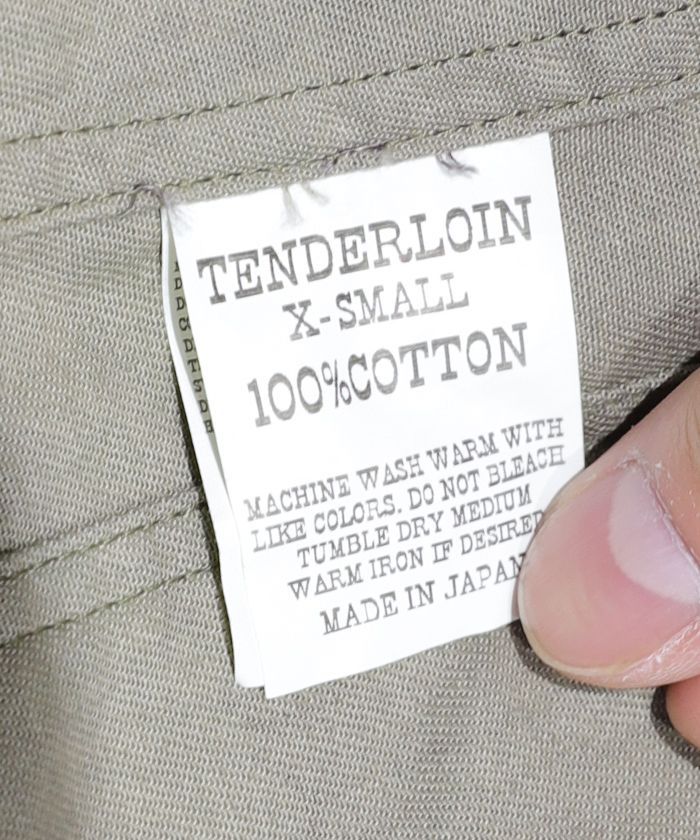 TENDERLOIN
X-SMALL
100%COTTON
MACHINE WASH WARM WITH
LIKE COLORS. DO NOT BLEACH
TUMBLE DRY MEDIUM
WARM IRON IF DESIRED
MADE IN JAPAN